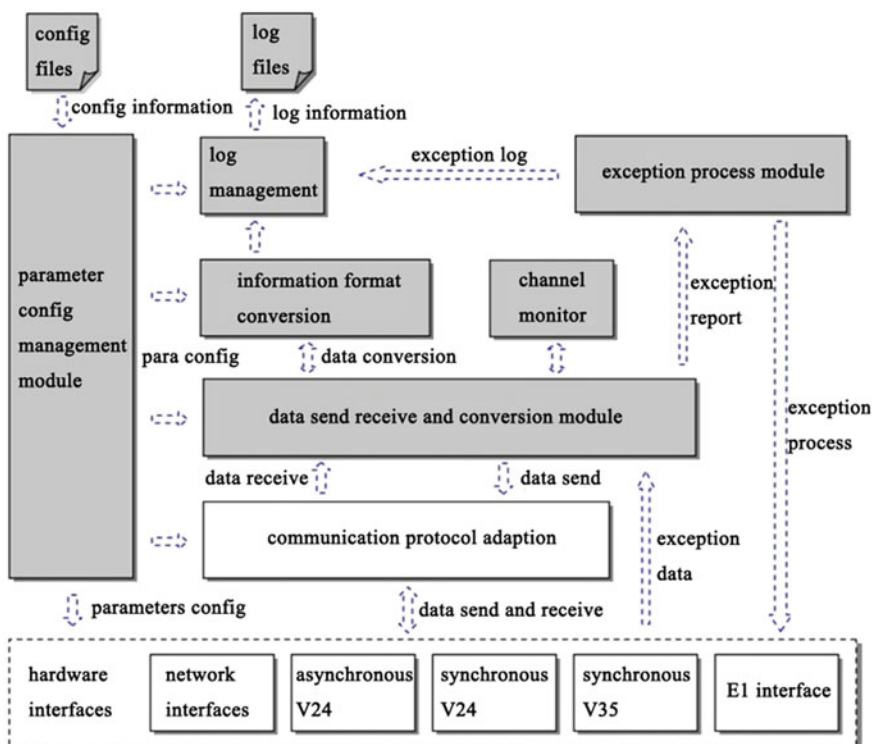 config
files
log
files
config information
log information
log
management
exception log
exception process module
parameter
config
management
module
information format
conversion
channel
monitor
exception
report
para config
data conversion
data send receive and conversion module
exception
process
data receive
data send
communication protocol adaption
exception
data
parameters config
data send and receive
hardware
interfaces
network
interfaces
asynchronous
V24
synchronous
V24
synchronous
V35
E1 interface